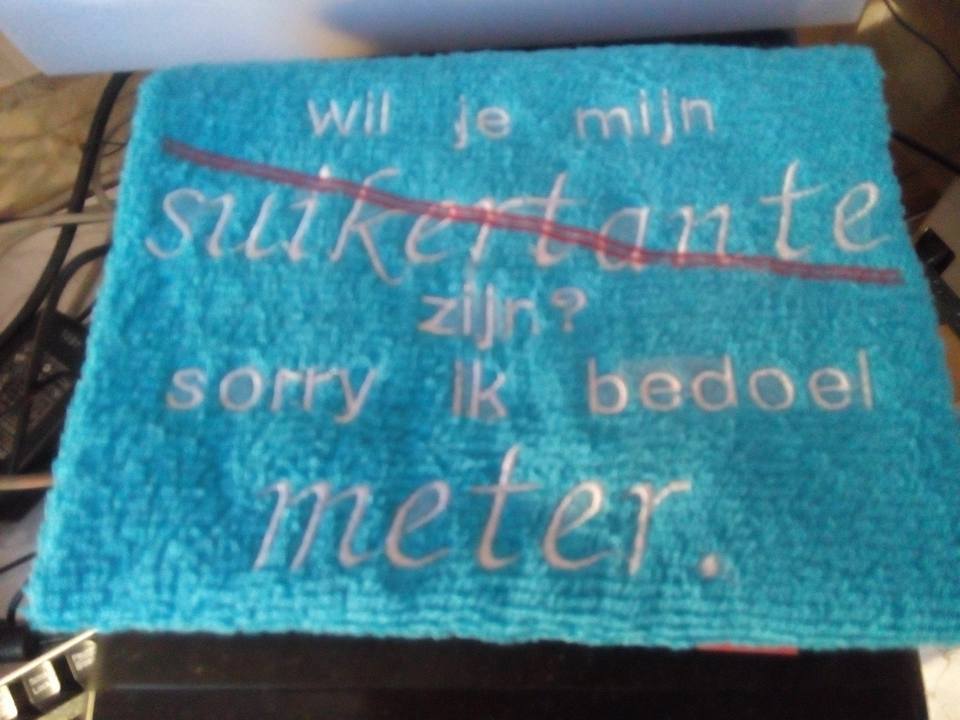 wil je mijn
suikertante
zijn?
sorry ik bedoel
meter.